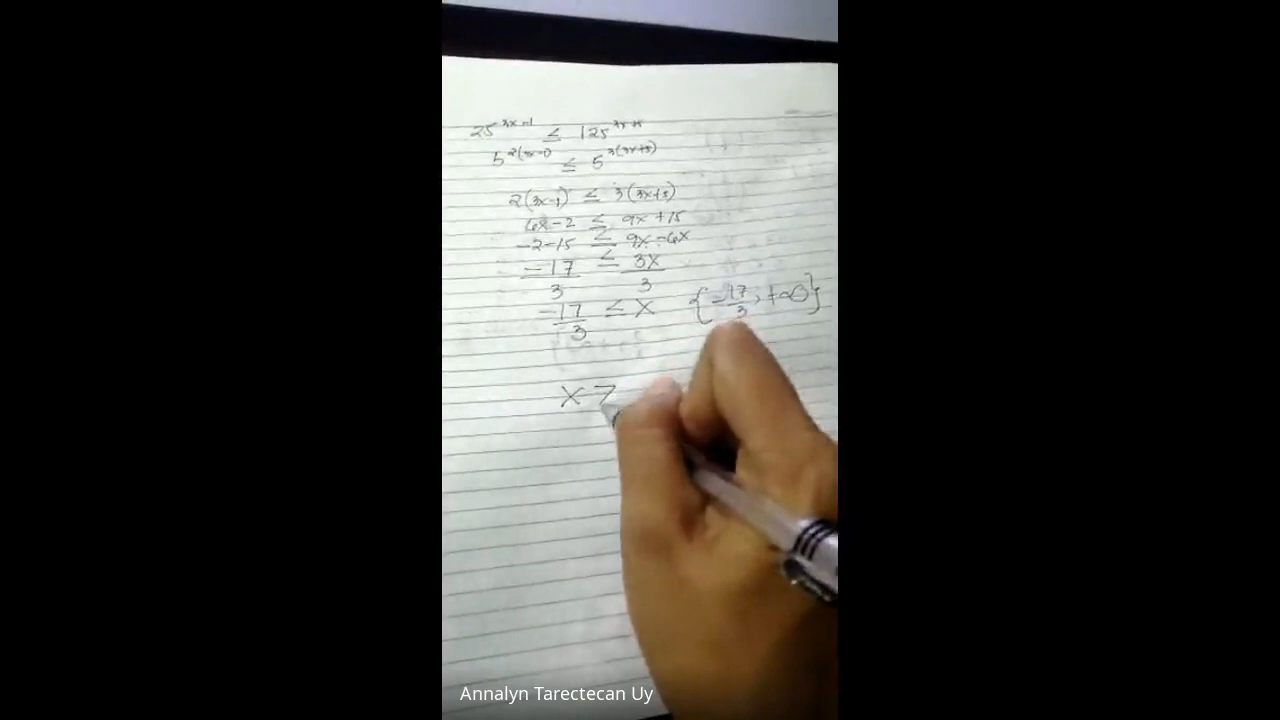 25^3x-1 ≤ 125^3x+5
5^2(3x-1) ≤ 5^3(3x+5)
2(3x-1) ≤ 3(3x+5)
6x-2 ≤ 9x+15
-2-15 ≤ 9x-6x
-17/3 ≤ 3x/3
-17/3 ≤ x {-17/3, +∞}
x
Annalyn Tarectecan Uy